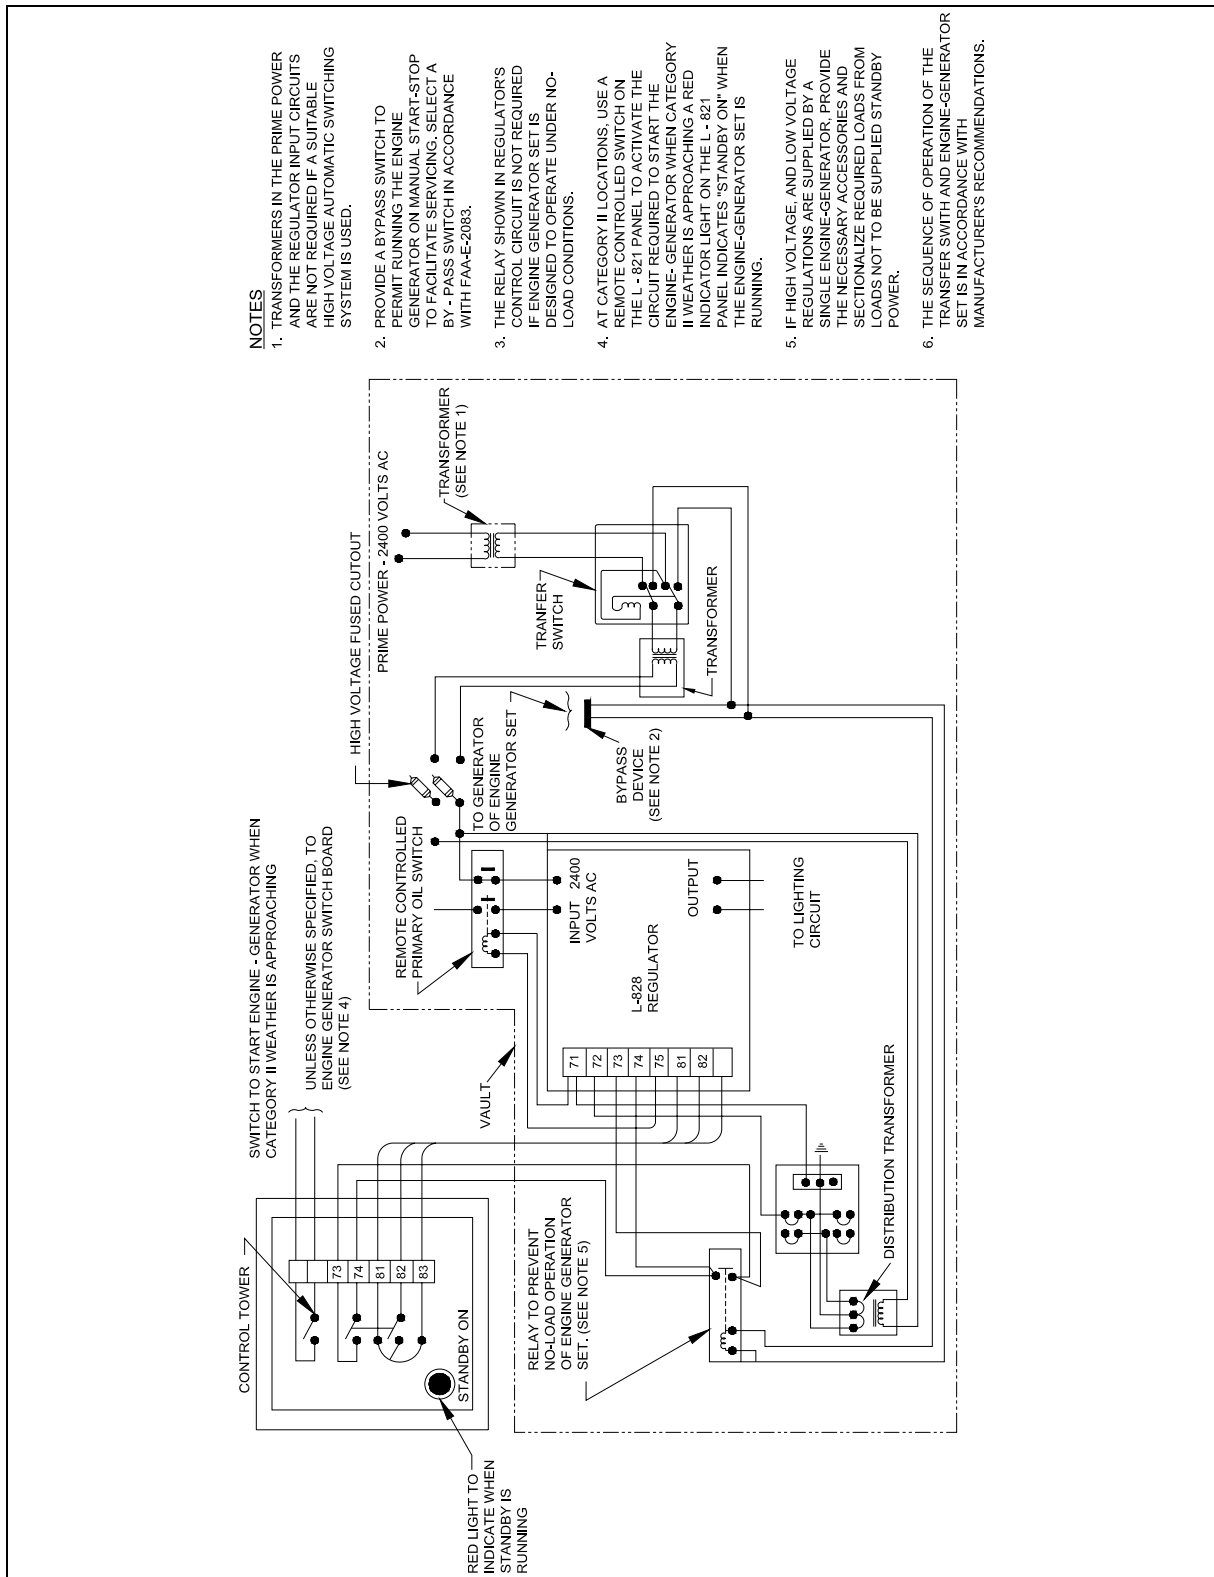 SWITCH TO START ENGINE - GENERATOR WHEN
CATEGORY II WEATHER IS APPROACHING
UNLESS OTHERWISE SPECIFIED, TO
ENGINE GENERATOR SWITCH BOARD
(SEE NOTE 4)
CONTROL TOWER
73
74
81
82
83
STANDBY ON
RED LIGHT TO
INDICATE WHEN
STANDBY IS
RUNNING
VAULT
HIGH VOLTAGE FUSED CUTOUT
PRIME POWER - 2400 VOLTS AC
REMOTE CONTROLLED
PRIMARY OIL SWITCH
TO GENERATOR
OF ENGINE
GENERATOR SET
TRANSFORMER
(SEE NOTE 1)
TRANFER
SWITCH
TRANSFORMER
BYPASS
DEVICE
(SEE NOTE 2)
INPUT 2400
VOLTS AC
L-828
REGULATOR
OUTPUT
TO LIGHTING
CIRCUIT
71
72
73
74
75
81
82
RELAY TO PREVENT
NO-LOAD OPERATION
OF ENGINE GENERATOR
SET. (SEE NOTE 5)
DISTRIBUTION TRANSFORMER
NOTES
1. TRANSFORMERS IN THE PRIME POWER
AND THE REGULATOR INPUT CIRCUITS
ARE NOT REQUIRED IF A SUITABLE
HIGH VOLTAGE AUTOMATIC SWITCHING
SYSTEM IS USED.
2. PROVIDE A BYPASS SWITCH TO
PERMIT RUNNING THE ENGINE
GENERATOR ON MANUAL START-STOP
TO FACILITATE SERVICING. SELECT A
BY - PASS SWITCH IN ACCORDANCE
WITH FAA-E-2083.
3. THE RELAY SHOWN IN REGULATOR'S
CONTROL CIRCUIT IS NOT REQUIRED
IF ENGINE GENERATOR SET IS
DESIGNED TO OPERATE UNDER NO-
LOAD CONDITIONS.
4. AT CATEGORY II LOCATIONS, USE A
REMOTE CONTROLLED SWITCH ON
THE L - 821 PANEL TO ACTIVATE THE
CIRCUIT REQUIRED TO START THE
ENGINE- GENERATOR WHEN CATEGORY
II WEATHER IS APPROACHING A RED
INDICATOR LIGHT ON THE L - 821
PANEL INDICATES "STANDBY ON" WHEN
THE ENGINE-GENERATOR SET IS
RUNNING.
5. IF HIGH VOLTAGE, AND LOW VOLTAGE
REGULATIONS ARE SUPPLIED BY A
SINGLE ENGINE-GENERATOR, PROVIDE
THE NECESSARY ACCESSORIES AND
SECTIONALIZE REQUIRED LOADS FROM
LOADS NOT TO BE SUPPLIED STANDBY
POWER.
6. THE SEQUENCE OF OPERATION OF THE
TRANSFER SWITH AND ENGINE-GENERATOR
SET IS IN ACCORDANCE WITH
MANUFACTURER'S RECOMMENDATIONS.